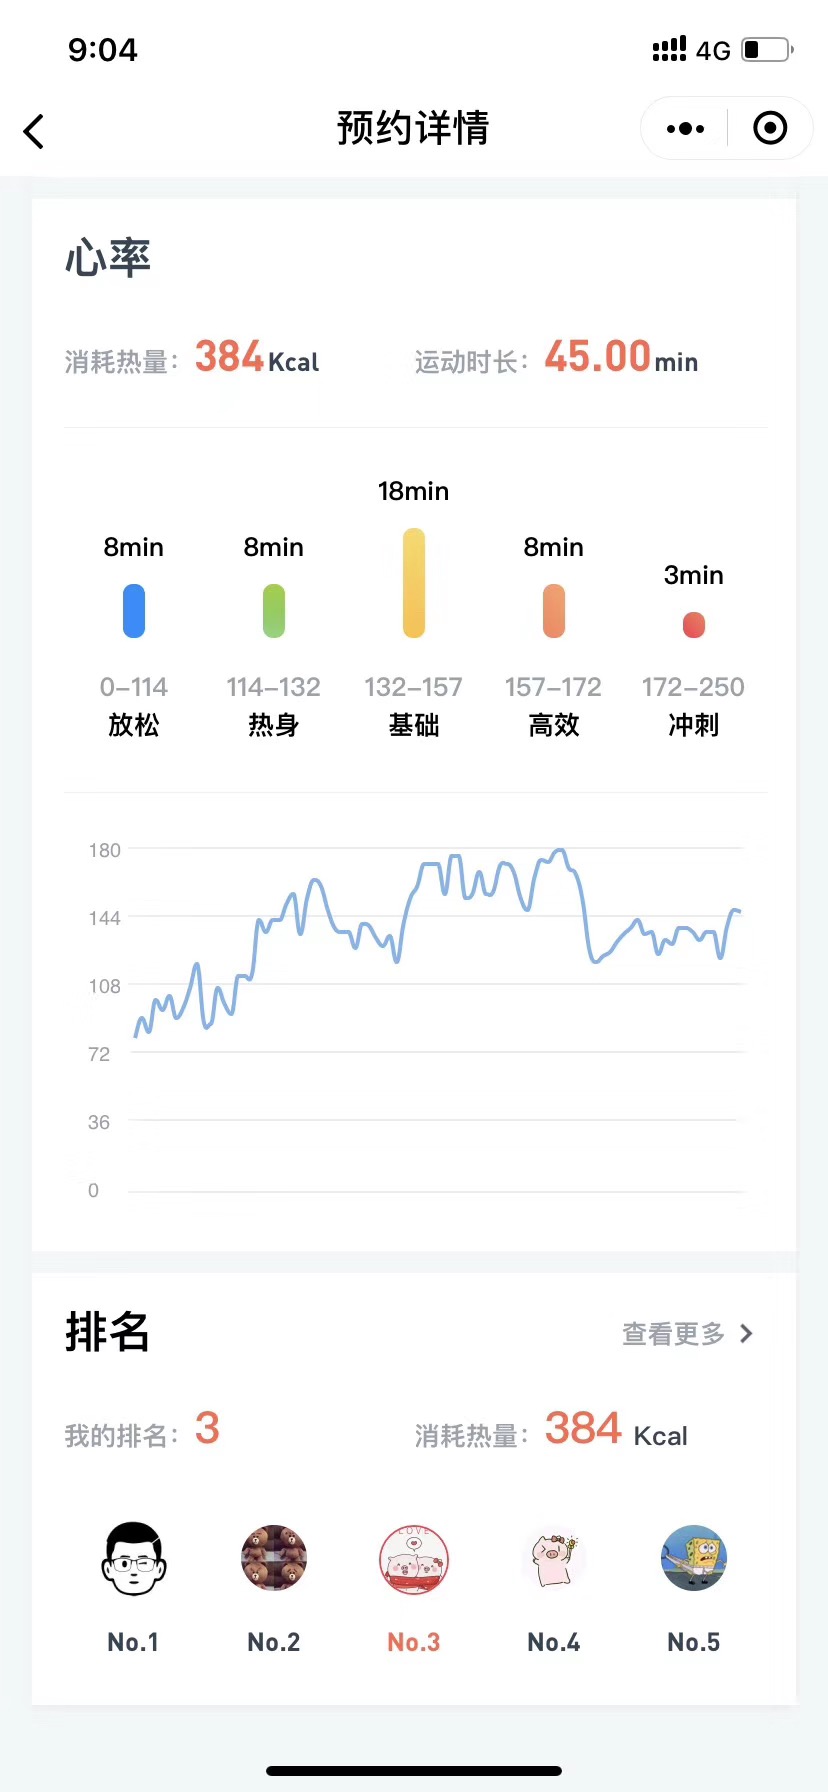 9:04 4G
预约详情
心率
消耗热量: 384Kcal 运动时长: 45.00min
18min
8min 8min 8min
3min
0-114 114-132 132-157 157-172 172-250
放松 热身 基础 高效 冲刺
180
144
108
72
36
0
排名 查看更多
我的排名: 3 消耗热量: 384 Kcal
LOVE
No.1 No.2 No.3 No.4 No.5